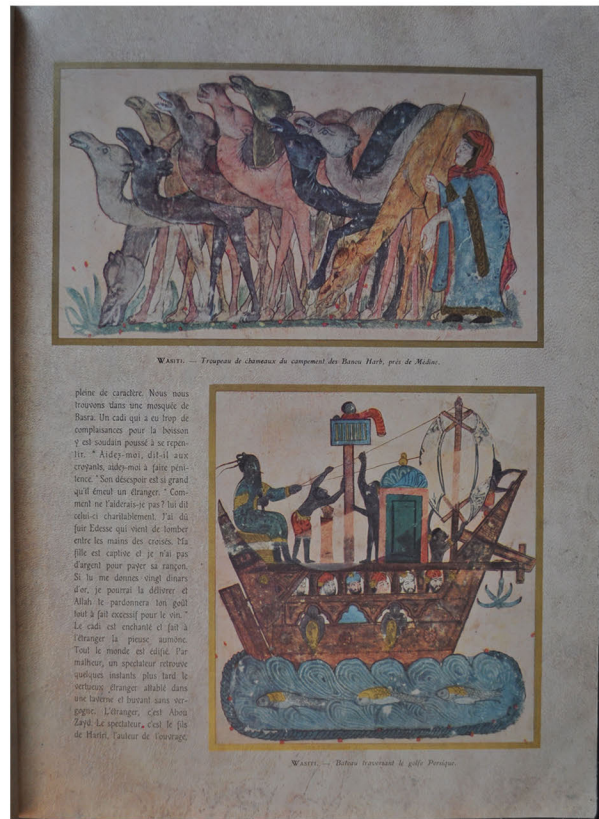 WASITI. — Troupeau de chameaux du campement des Banou Harb, près de Médine.
pleine de caractère. Nous nous
trouvons dans une mosquée de
Basra. Un cadi qui a eu trop de
complaisances pour la boisson
y est soudain poussé à se repen-
tir. " Aidez-moi, dit-il aux
croyants, aidez-moi à faire péni-
tence. " Son désespoir est si grand
qu'il émeut un étranger. " Com-
ment ne t'aiderais-je pas ? lui dit
celui-ci charitablement. J'ai dû
fuir Edesse qui vient de tomber
entre les mains des croisés. Ma
fille est captive et je n'ai pas
d'argent pour payer sa rançon.
Si tu me donnes vingt dinars
d'or, je pourrai la délivrer et
Allah te pardonnera ton goût
tout à fait excessif pour le vin. "
Le cadi est enchanté et fait à
l'étranger la pieuse aumône.
Tout le monde est édifié. Par
malheur, un spectateur retrouve
quelques instants plus tard le
vertueux étranger attablé dans
une taverne et buvant sans ver-
gogne. L'étranger, c'est Abou
Zayd. Le spectateur, c'est le fils
de Hariri, l'auteur de l'ouvrage,
WASITI. — Bateau traversant le golfe Persique.